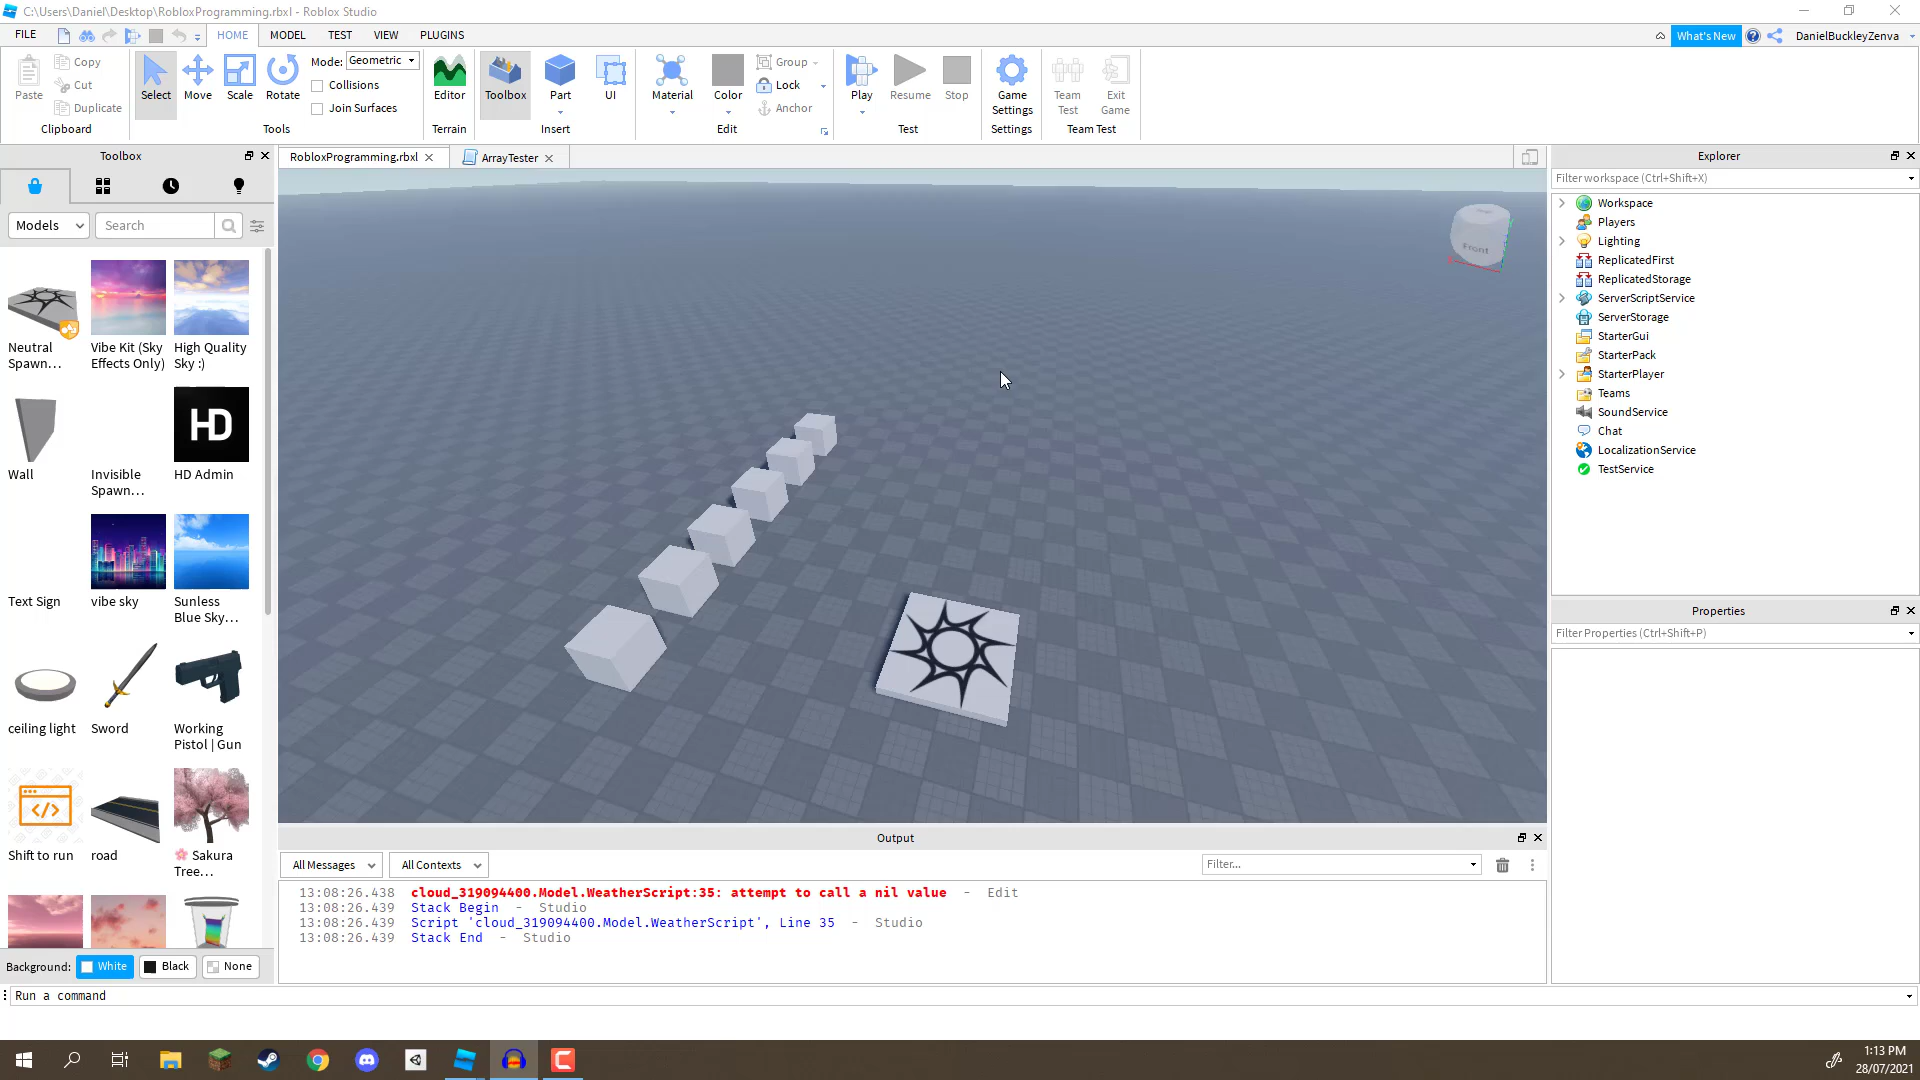 C:\Users\Daniel\Desktop\RobloxProgramming.rbxl - Roblox Studio
FILE HOME MODEL TEST VIEW PLUGINS What's New DanielBuckleyZenva
Paste Copy Cut Duplicate
Clipboard
Select Move Scale Rotate
Mode: Geometric
Collisions
Join Surfaces
Tools
Editor
Terrain
Toolbox Part UI
Insert
Material Color Group Lock Anchor
Edit
Play Resume Stop
Test
Game Settings
Settings
Team Test Exit Game
Team Test
Toolbox
RobloxProgramming.rbxl ArrayTester
Models Search
Neutral Spawn...
Vibe Kit (Sky Effects Only)
High Quality Sky :)
Wall
Invisible Spawn...
HD
HD Admin
Text Sign
vibe sky
Sunless Blue Sky...
ceiling light
Sword
Working Pistol | Gun
Shift to run
road
🌸 Sakura Tree...
Background: White Black None
Front
Explorer
Filter workspace (Ctrl+Shift+X)
Workspace
Players
Lighting
ReplicatedFirst
ReplicatedStorage
ServerScriptService
ServerStorage
StarterGui
StarterPack
StarterPlayer
Teams
SoundService
Chat
LocalizationService
TestService
Properties
Filter Properties (Ctrl+Shift+P)
Output
All Messages All Contexts Filter...
13:08:26.438 cloud_319094400.Model.WeatherScript:35: attempt to call a nil value - Edit
13:08:26.439 Stack Begin - Studio
13:08:26.439 Script 'cloud_319094400.Model.WeatherScript', Line 35 - Studio
13:08:26.439 Stack End - Studio
Run a command
1:13 PM
28/07/2021